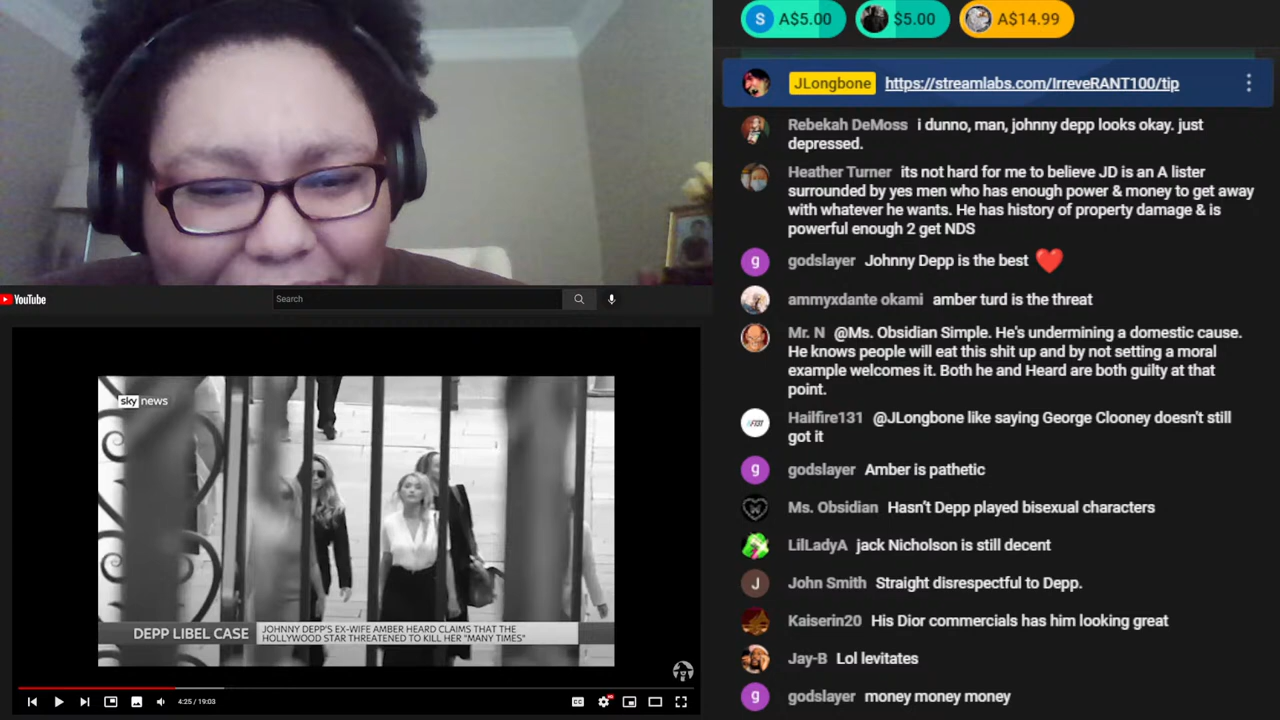 S A$5.00
$5.00
A$14.99
JLongbone https://streamlabs.com/IrreveRANT100/tip
Rebekah DeMoss i dunno, man, johnny depp looks okay. just
depressed.
Heather Turner its not hard for me to believe JD is an A lister
surrounded by yes men who has enough power & money to get away
with whatever he wants. He has history of property damage & is
powerful enough 2 get NDS
g godslayer Johnny Depp is the best
ammyxdante okami amber turd is the threat
Mr. N @Ms. Obsidian Simple. He's undermining a domestic cause.
He knows people will eat this shit up and by not setting a moral
example welcomes it. Both he and Heard are both guilty at that
point.
Hailfire131 @JLongbone like saying George Clooney doesn't still
got it
g godslayer Amber is pathetic
Ms. Obsidian Hasn't Depp played bisexual characters
LilLadyA jack Nicholson is still decent
J John Smith Straight disrespectful to Depp.
Kaiserin20 His Dior commercials has him looking great
Jay-B Lol levitates
g godslayer money money money
YouTube
Search
sky news
DEPP LIBEL CASE
JOHNNY DEPP'S EX-WIFE AMBER HEARD CLAIMS THAT THE
HOLLYWOOD STAR THREATENED TO KILL HER "MANY TIMES"
4:25 / 19:03
CC